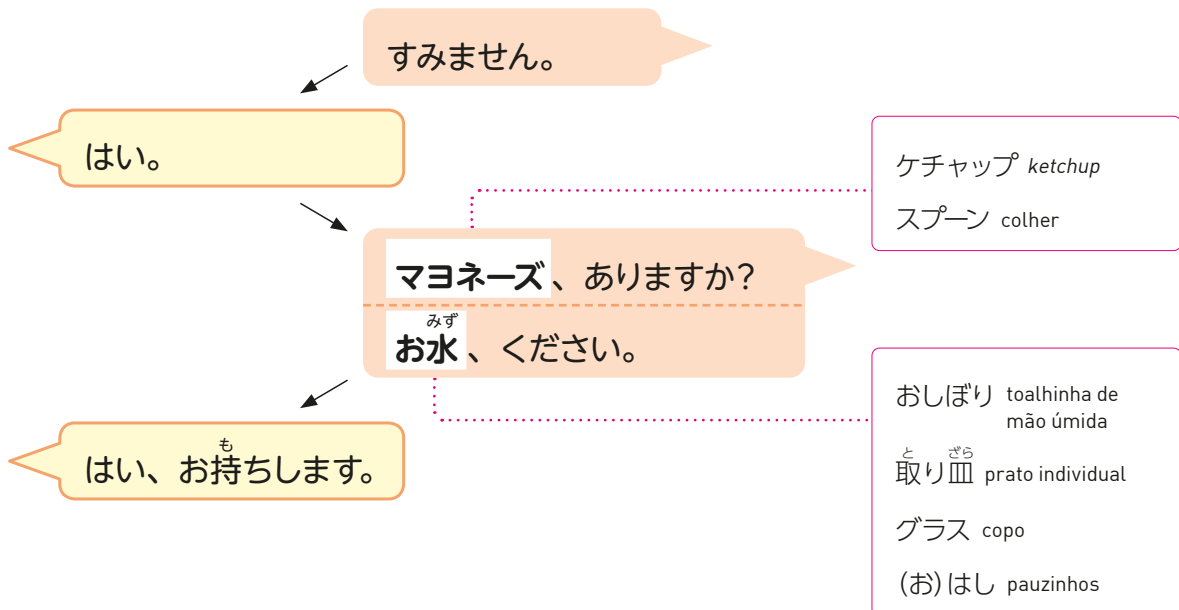 すみません。
はい。
マヨネーズ、ありますか？
お水、ください。
みず
はい、お持ちします。
も
ケチャップ ketchup
スプーン colher
おしぼり toalhinha de
mão úmida
取り皿 prato individual
と ざら
グラス copo
(お)はし pauzinhos